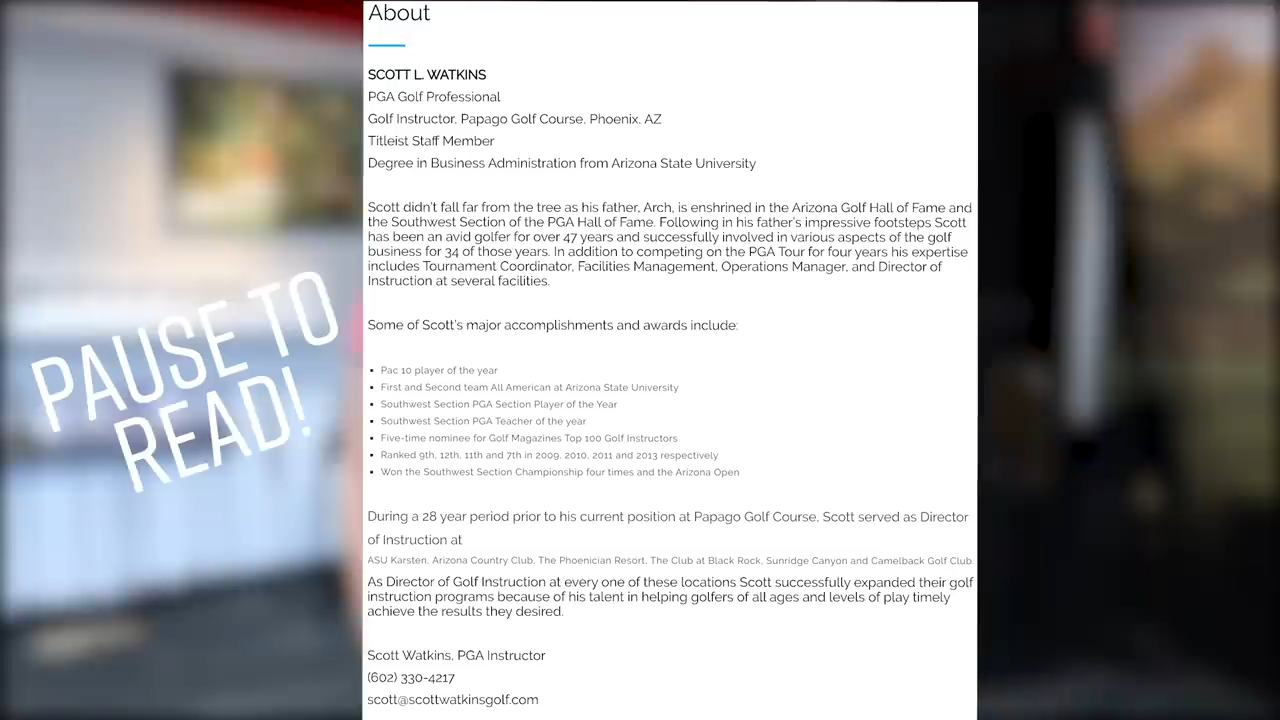 About
SCOTT L. WATKINS
PGA Golf Professional
Golf Instructor, Papago Golf Course, Phoenix, AZ
Titleist Staff Member
Degree in Business Administration from Arizona State University
Scott didn't fall far from the tree as his father, Arch, is enshrined in the Arizona Golf Hall of Fame and
the Southwest Section of the PGA Hall of Fame. Following in his father's impressive footsteps Scott
has been an avid golfer for over 47 years and successfully involved in various aspects of the golf
business for 34 of those years. In addition to competing on the PGA Tour for four years his expertise
includes Tournament Coordinator, Facilities Management, Operations Manager, and Director of
Instruction at several facilities.
PAUSE TO
READ!
Some of Scott's major accomplishments and awards include:
Pac 10 player of the year
First and Second team All American at Arizona State University
Southwest Section PGA Section Player of the Year
Southwest Section PGA Teacher of the year
Five-time nominee for Golf Magazines Top 100 Golf Instructors
Ranked 9th, 12th, 11th and 7th in 2009, 2010, 2011 and 2013 respectively
Won the Southwest Section Championship four times and the Arizona Open
During a 28 year period prior to his current position at Papago Golf Course, Scott served as Director
of Instruction at
ASU Karsten, Arizona Country Club, The Phoenician Resort, The Club at Black Rock, Sunridge Canyon and Camelback Golf Club.
As Director of Golf Instruction at every one of these locations Scott successfully expanded their golf
instruction programs because of his talent in helping golfers of all ages and levels of play timely
achieve the results they desired.
Scott Watkins, PGA Instructor
(602) 330-4217
scott@scottwatkinsgolf.com